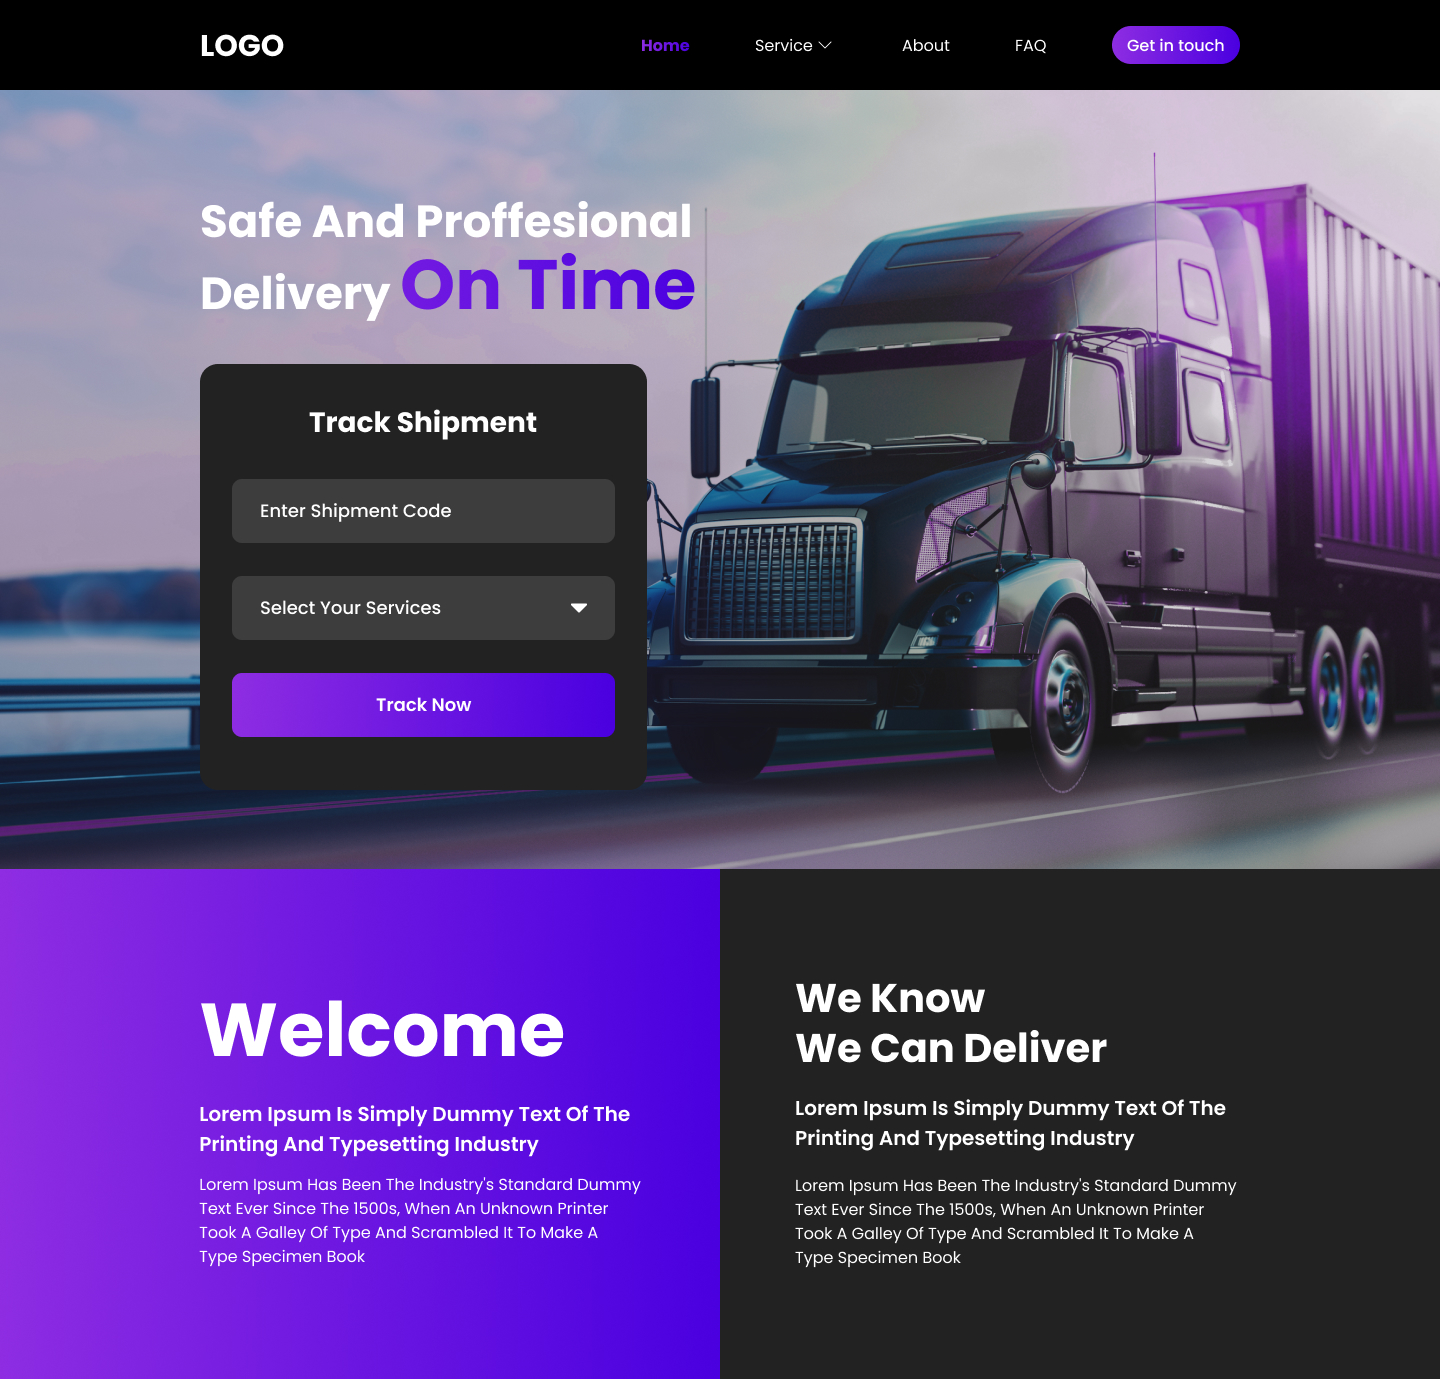 LOGO
Home
Service
About
FAQ
Get in touch
Safe And Proffesional
Delivery On Time
Track Shipment
Enter Shipment Code
Select Your Services
Track Now
Welcome
Lorem Ipsum Is Simply Dummy Text Of The
Printing And Typesetting Industry
Lorem Ipsum Has Been The Industry's Standard Dummy
Text Ever Since The 1500s, When An Unknown Printer
Took A Galley Of Type And Scrambled It To Make A
Type Specimen Book
We Know
We Can Deliver
Lorem Ipsum Is Simply Dummy Text Of The
Printing And Typesetting Industry
Lorem Ipsum Has Been The Industry's Standard Dummy
Text Ever Since The 1500s, When An Unknown Printer
Took A Galley Of Type And Scrambled It To Make A
Type Specimen Book